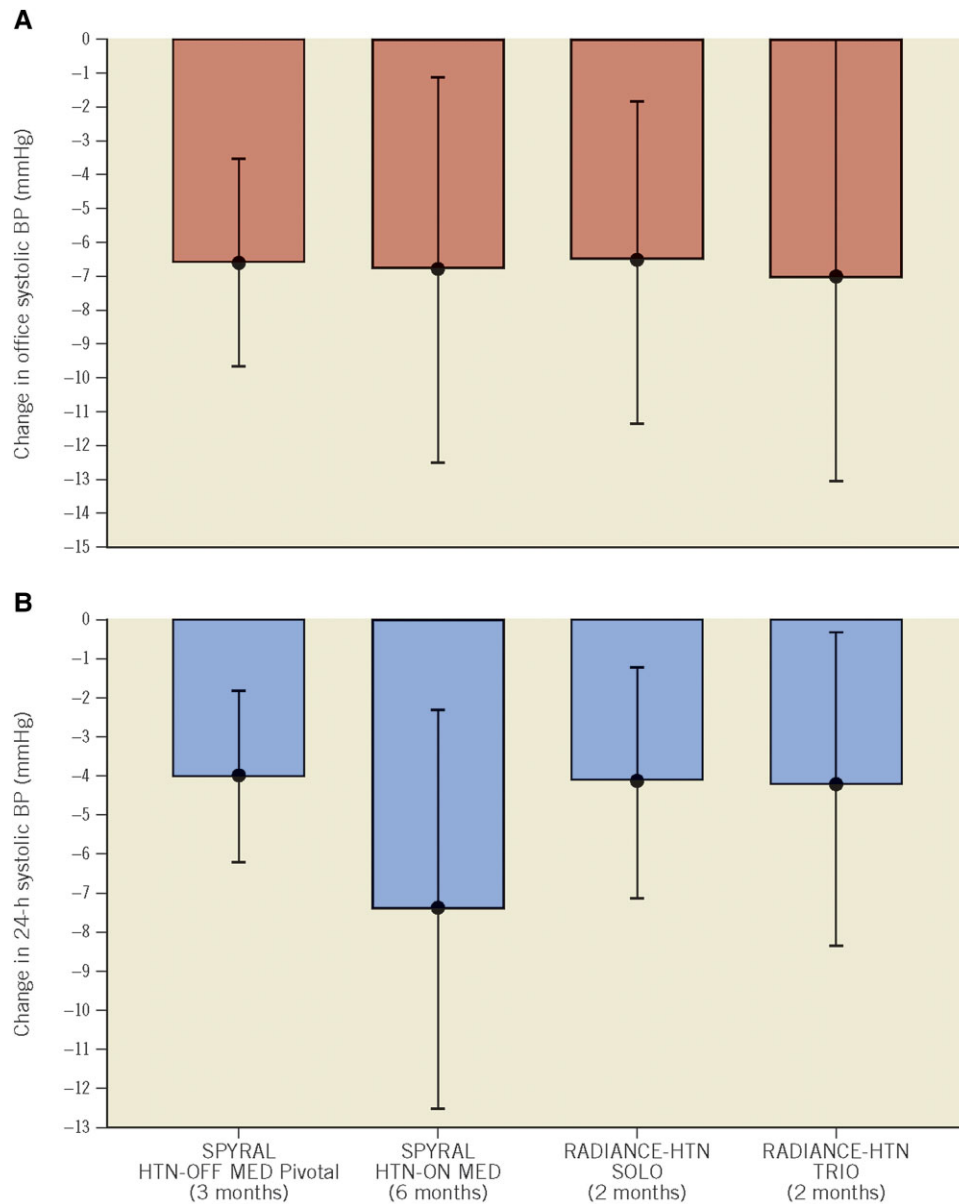 A
Change in office systolic BP (mmHg)
0
–1
–2
–3
–4
–5
–6
–7
–8
–9
–10
–11
–12
–13
–14
–15
B
Change in 24-h systolic BP (mmHg)
0
–1
–2
–3
–4
–5
–6
–7
–8
–9
–10
–11
–12
–13
SPYRAL
HTN-OFF MED Pivotal
(3 months)
SPYRAL
HTN-ON MED
(6 months)
RADIANCE-HTN
SOLO
(2 months)
RADIANCE-HTN
TRIO
(2 months)